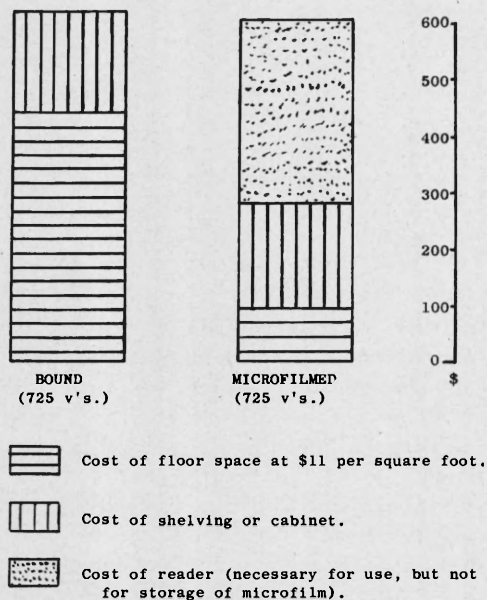 600
500
400
300
200
100
0
$
BOUND
(725 v's.)
MICROFILMED
(725 v's.)
Cost of floor space at $11 per square foot.
Cost of shelving or cabinet.
Cost of reader (necessary for use, but not
for storage of microfilm).